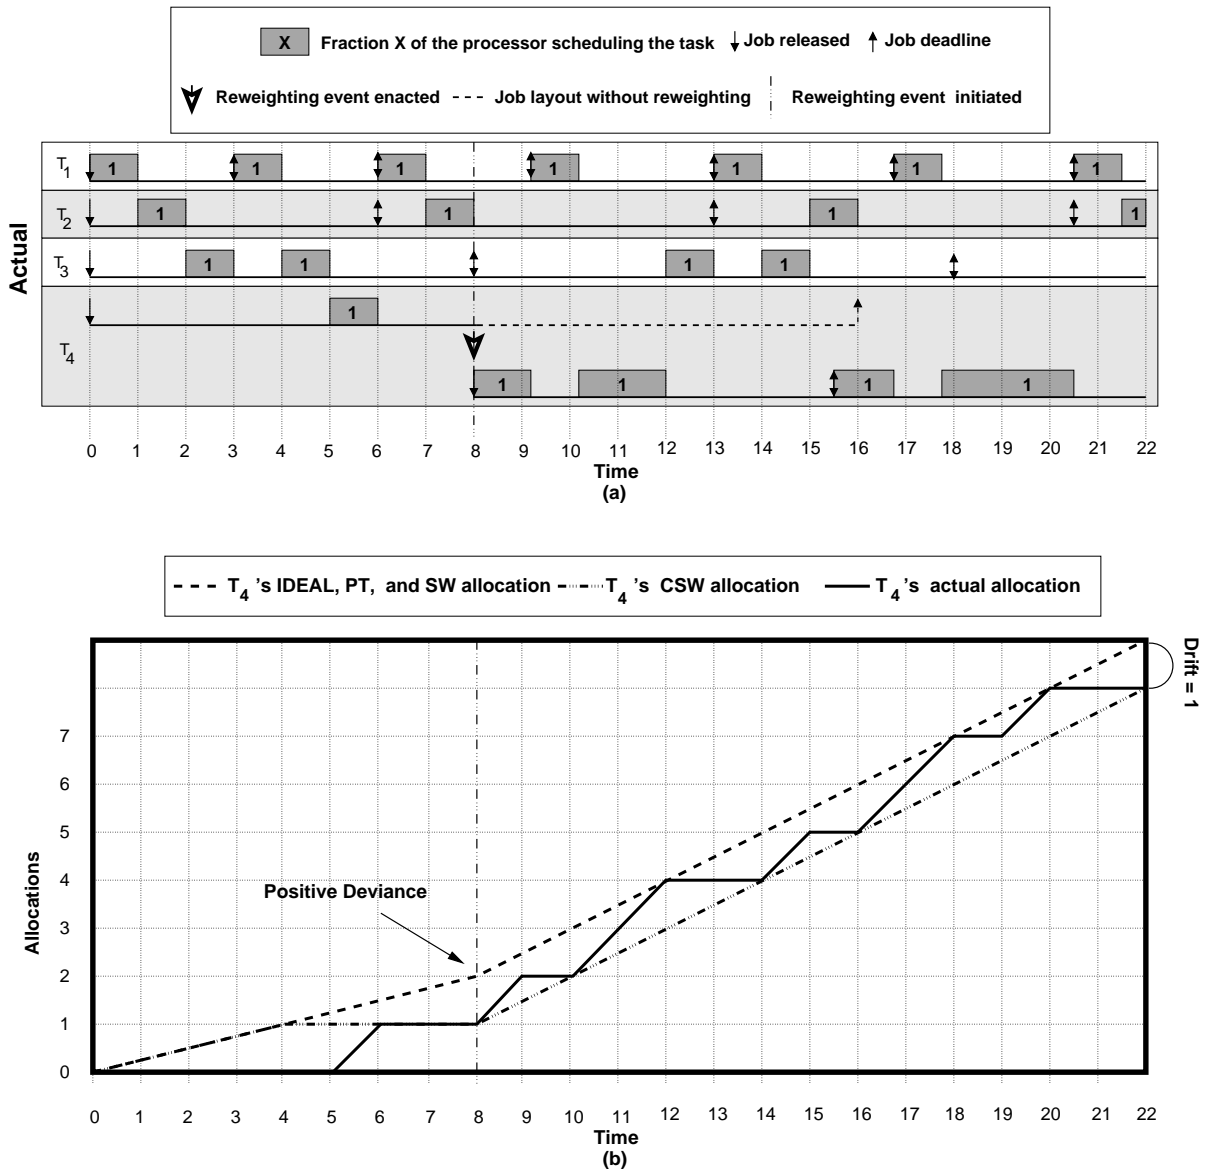 X Fraction X of the processor scheduling the task Job released Job deadline
Reweighting event enacted Job layout without reweighting Reweighting event initiated
Actual
T1 1 1 1 1 1 1 1
T2 1 1 1 1
T3 1 1 1 1
T4 1
1 1 1 1
0 1 2 3 4 5 6 7 8 9 10 11 12 13 14 15 16 17 18 19 20 21 22
Time
(a)
T4 's IDEAL, PT, and SW allocation T4 's CSW allocation T4 's actual allocation
Drift = 1
7
6
5
4
Positive Deviance
Allocations
3
2
1
0
0 1 2 3 4 5 6 7 8 9 10 11 12 13 14 15 16 17 18 19 20 21 22
Time
(b)